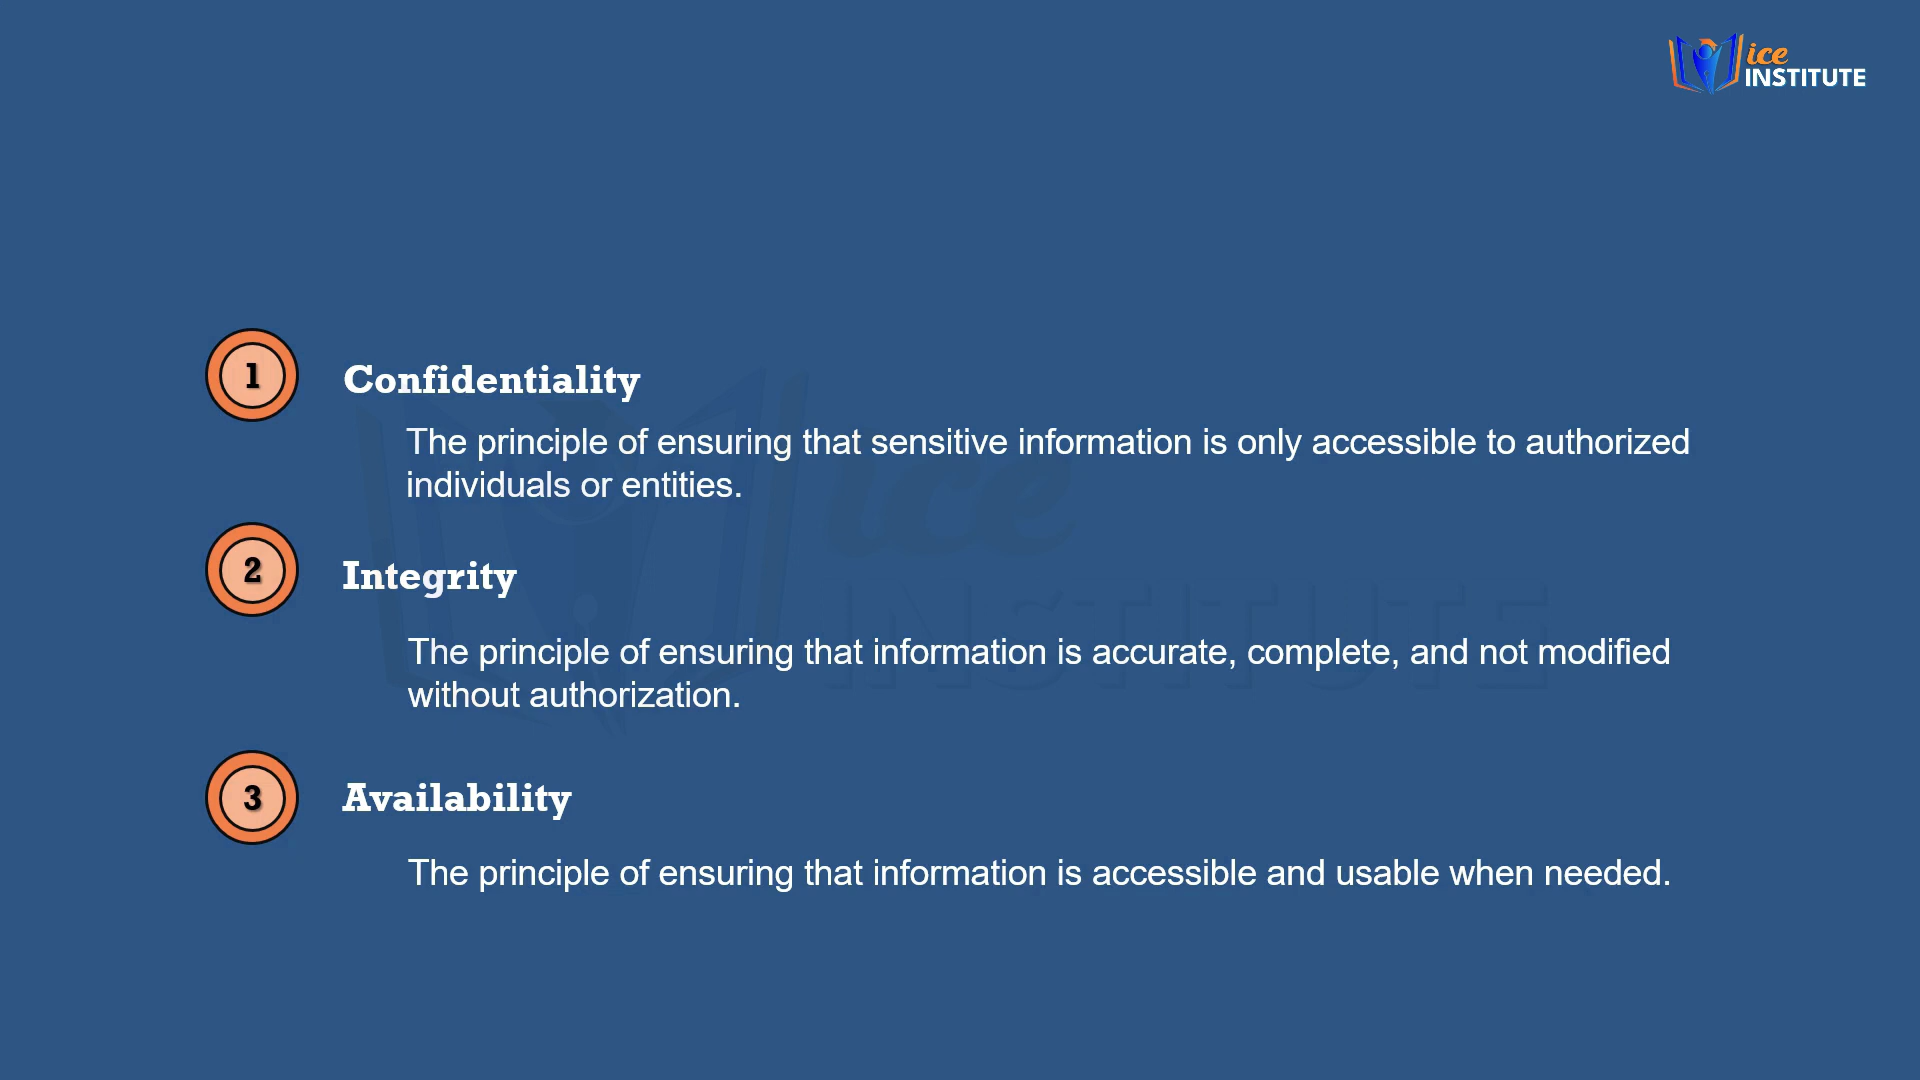 ice
INSTITUTE
1
Confidentiality
The principle of ensuring that sensitive information is only accessible to authorized
individuals or entities.
2
Integrity
The principle of ensuring that information is accurate, complete, and not modified
without authorization.
3
Availability
The principle of ensuring that information is accessible and usable when needed.
ice
INSTITUTE